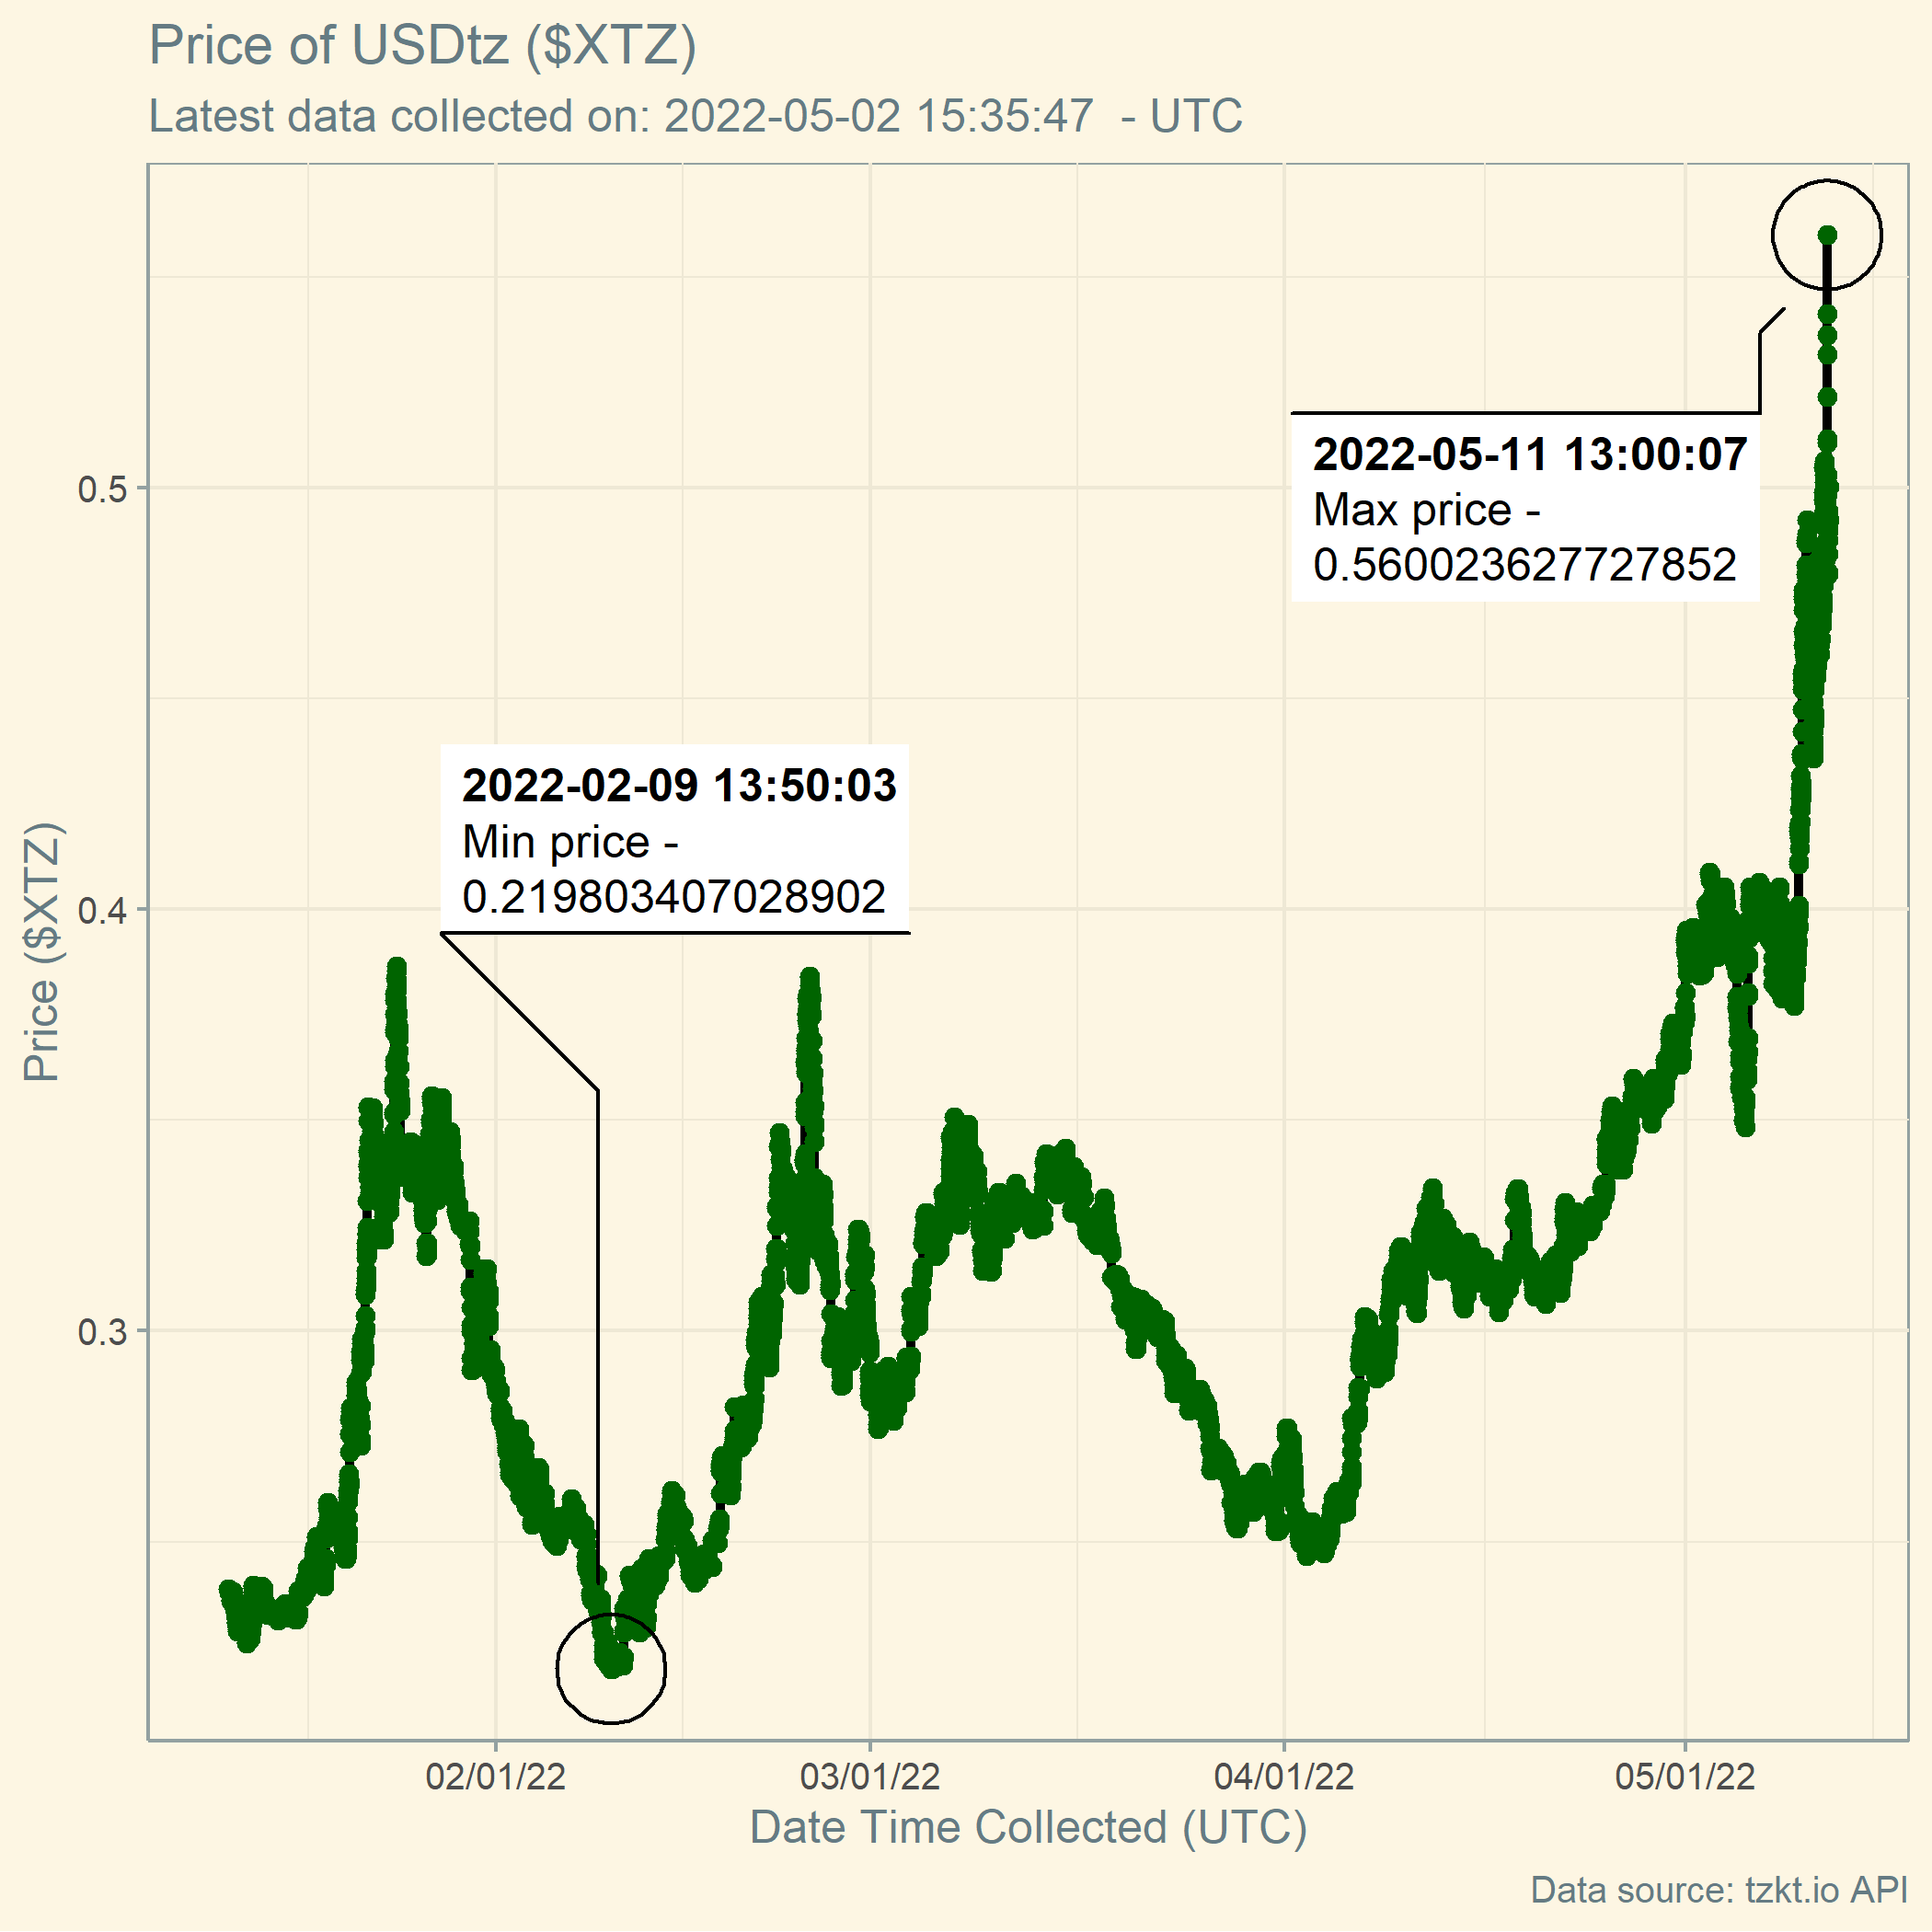 Price of USDtz ($XTZ)
Latest data collected on: 2022-05-02 15:35:47  - UTC
2022-05-11 13:00:07
Max price -
0.560023627727852
2022-02-09 13:50:03
Min price -
0.219803407028902
Price ($XTZ)
0.5
0.4
0.3
02/01/22
03/01/22
04/01/22
05/01/22
Date Time Collected (UTC)
Data source: tzkt.io API